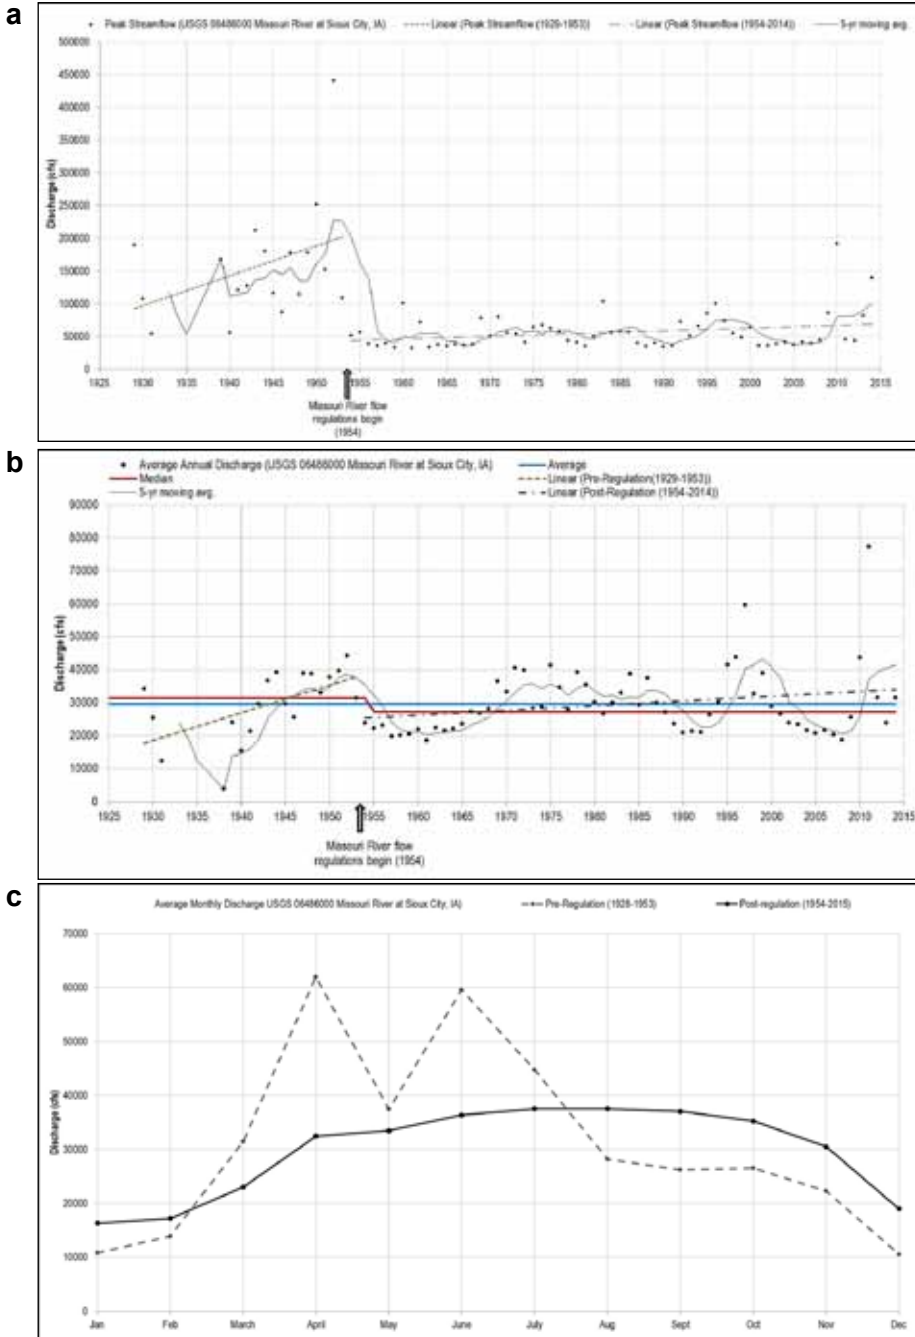 a
Peak Streamflow (USGS 06486000 Missouri River at Sioux City, IA) Linear (Peak Streamflow (1929-1953)) Linear (Peak Streamflow (1954-2014)) 5-yr moving avg.
500000
450000
400000
350000
300000
250000
200000
150000
100000
50000
0
Discharge (cfs)
1925 1930 1935 1940 1945 1950 1955 1960 1965 1970 1975 1980 1985 1990 1995 2000 2005 2010 2015
Missouri River flow
regulations begin
(1954)
b
Average Annual Discharge (USGS 06486000 Missouri River at Sioux City, IA) Average
Median Linear (Pre-Regulation(1929-1953))
5-yr moving avg. Linear (Post-Regulation (1954-2014))
90000
80000
70000
60000
50000
40000
30000
20000
10000
0
Discharge (cfs)
1925 1930 1935 1940 1945 1950 1955 1960 1965 1970 1975 1980 1985 1990 1995 2000 2005 2010 2015
Missouri River flow
regulations begin (1954)
c
Average Monthly Discharge USGS 06486000 Missouri River at Sioux City, IA) Pre-Regulation (1928-1953) Post-regulation (1954-2015)
70000
60000
50000
40000
30000
20000
10000
0
Discharge (cfs)
Jan Feb March April May June July Aug Sept Oct Nov Dec